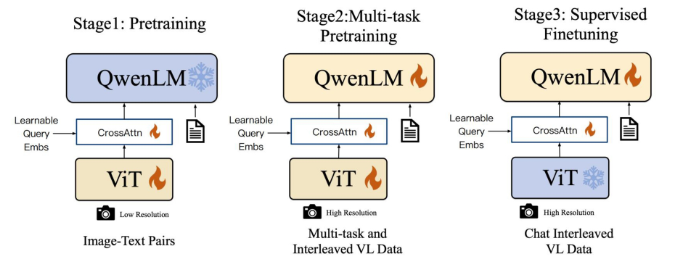 Stage1: Pretraining
QwenLM
Learnable
Query
Embs
CrossAttn
ViT
Low Resolution
Image-Text Pairs
Stage2:Multi-task
Pretraining
QwenLM
Learnable
Query
Embs
CrossAttn
ViT
High Resolution
Multi-task and
Interleaved VL Data
Stage3: Supervised
Finetuning
QwenLM
Learnable
Query
Embs
CrossAttn
ViT
High Resolution
Chat Interleaved
VL Data